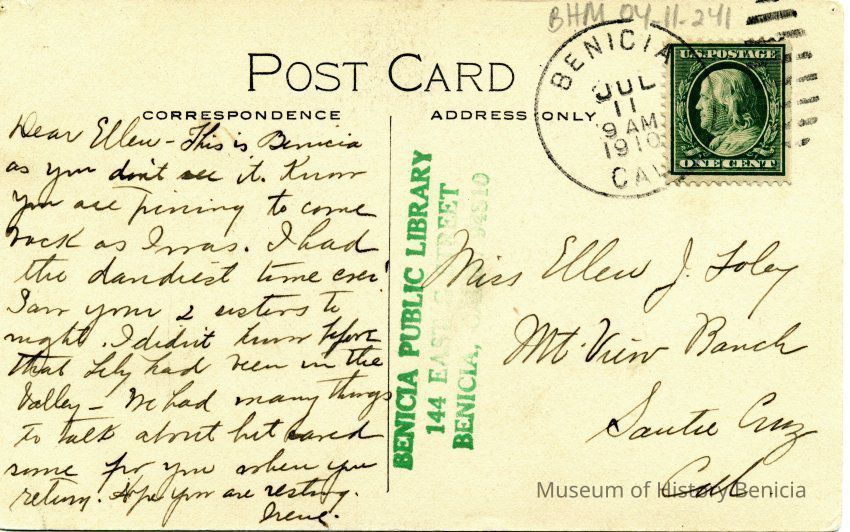 BHM 04-11-241
POST CARD
CORRESPONDENCE
ADDRESS ONLY
BENICIA
JUL
11
9 AM
1910
CAL
U.S. POSTAGE
ONE CENT
Dear Ellen - This is Benicia
as you don't see it. Know
you are pining to come
back as I was. I had
the dandiest time ever
Saw your 2 sisters to
night. I didn't know before
that Lily had been in the
Valley - We had many things
to talk about but saved
some for you when you
return. Hope you are resting.
Irene.
BENICIA PUBLIC LIBRARY
144 EAST G STREET
BENICIA, 94510
Miss Ellen J. Foley
Mt. View Ranch
Santa Cruz
Cal
Museum of History Benicia